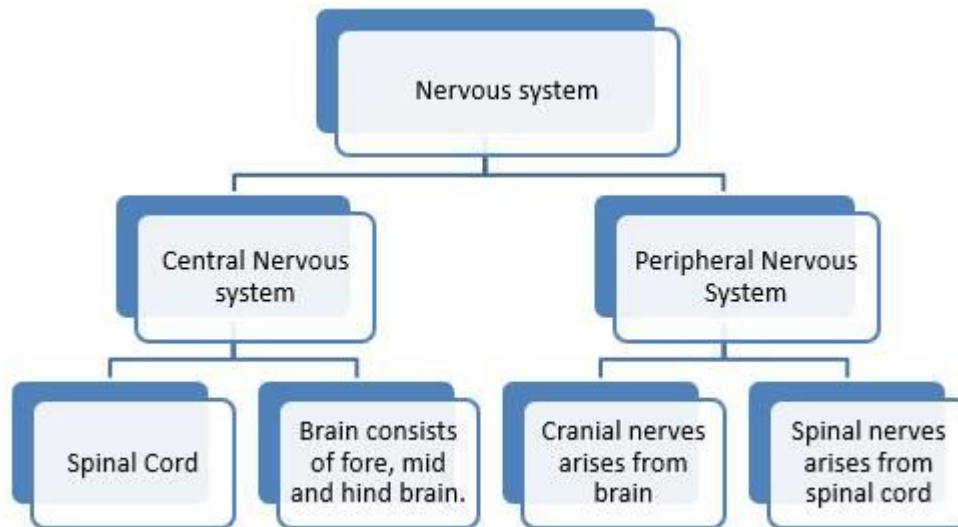 Nervous system
Central Nervous
system
Peripheral Nervous
System
Spinal Cord
Brain consists
of fore, mid
and hind brain.
Cranial nerves
arises from
brain
Spinal nerves
arises from
spinal cord